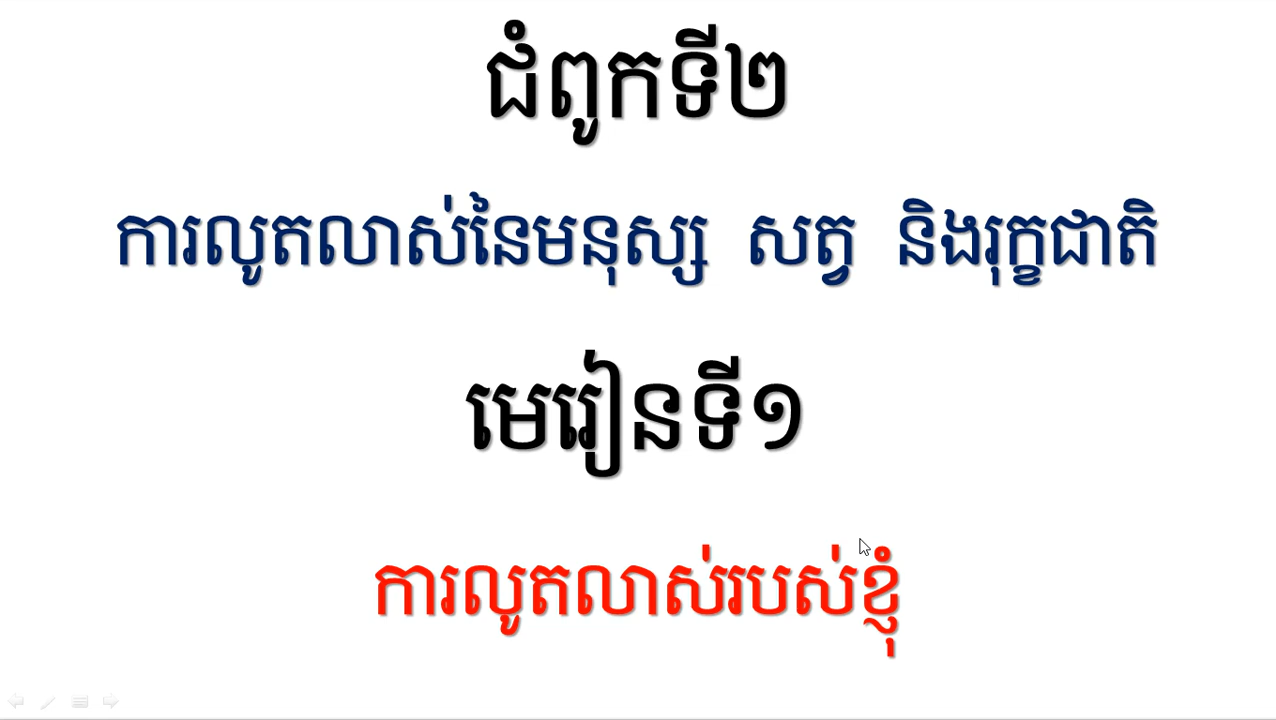 ជំពូកទី២
ការលូតលាស់នៃមនុស្ស សត្វ និងរុក្ខជាតិ
មេរៀនទី១
ការលូតលាស់របស់ខ្ញុំ